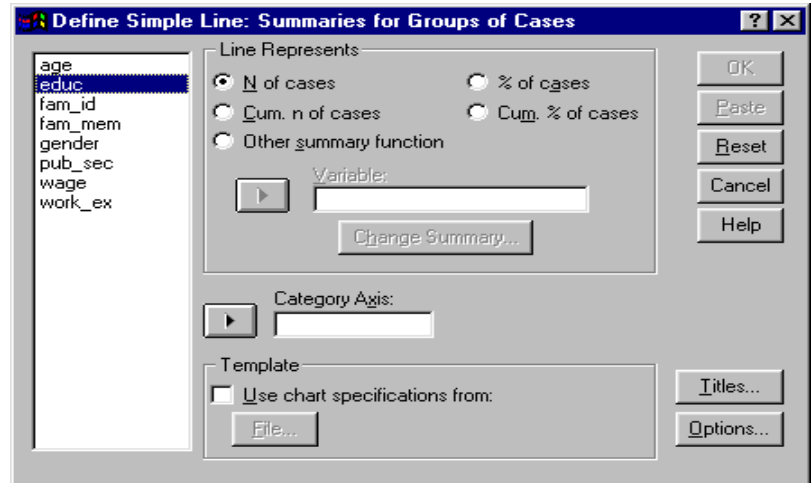 Define Simple Line: Summaries for Groups of Cases
age
educ
fam_id
fam_mem
gender
pub_sec
wage
work_ex
Line Represents
N of cases
% of cases
Cum. n of cases
Cum. % of cases
Other summary function
Variable:
Change Summary...
Category Axis:
Template
Use chart specifications from:
File...
OK
Paste
Reset
Cancel
Help
Titles...
Options...